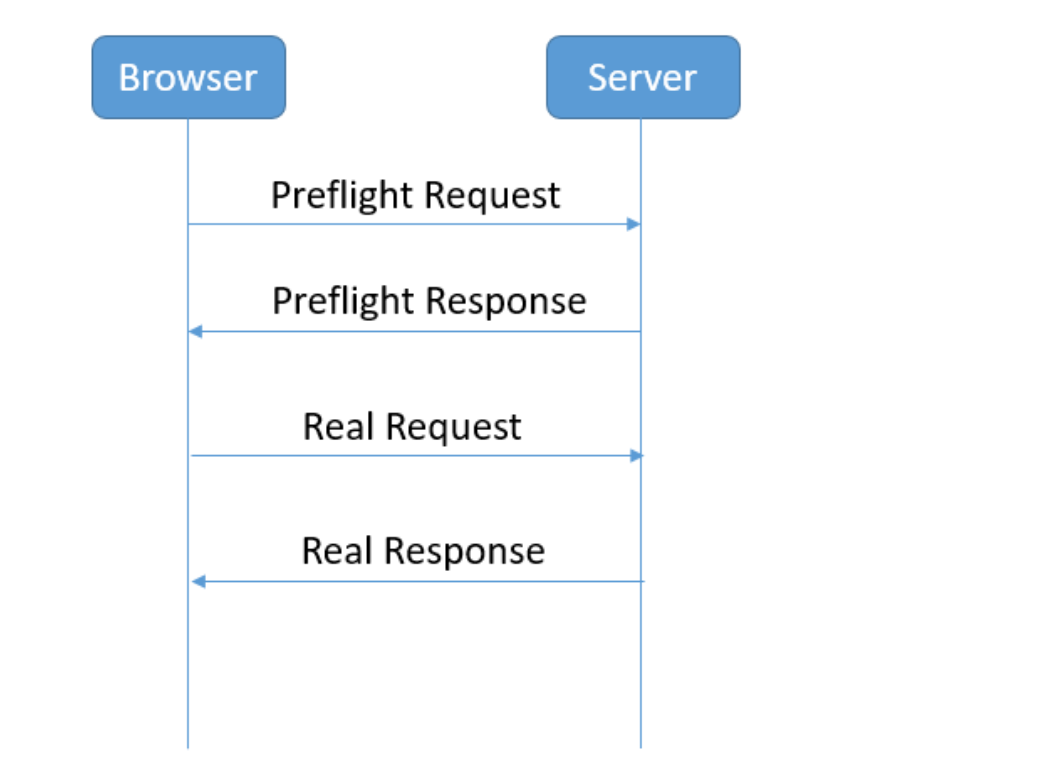 Browser
Server
Preflight Request
Preflight Response
Real Request
Real Response